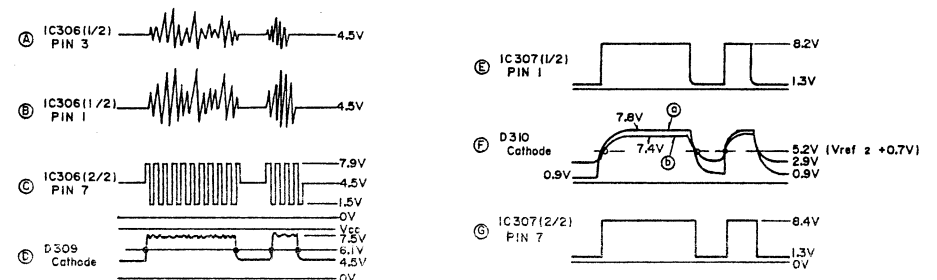 Ⓐ IC306(1/2)
PIN 3
4.5V
Ⓑ IC306(1/2)
PIN 1
4.5V
Ⓒ IC306(2/2)
PIN 7
7.9V
4.5V
1.5V
0V
Vcc
Ⓓ D309
Cathode
7.5V
6.1V
4.5V
0V
Ⓔ IC307(1/2)
PIN 1
8.2V
1.3V
Ⓕ D310
Cathode
7.8V
ⓐ
7.4V
ⓑ
0.9V
5.2V (Vref 2 +0.7V)
2.9V
0.9V
Ⓖ IC307(2/2)
PIN 7
8.4V
1.3V
0V